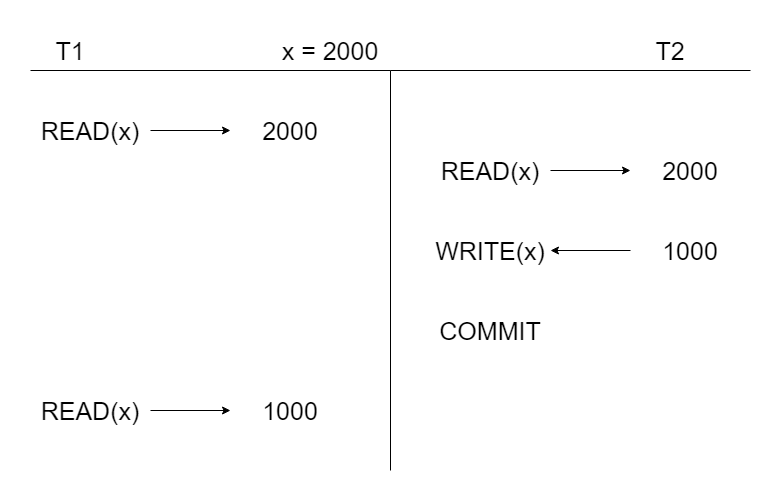 T1 x = 2000 T2
READ(x) 2000
READ(x) 2000
WRITE(x) 1000
COMMIT
READ(x) 1000